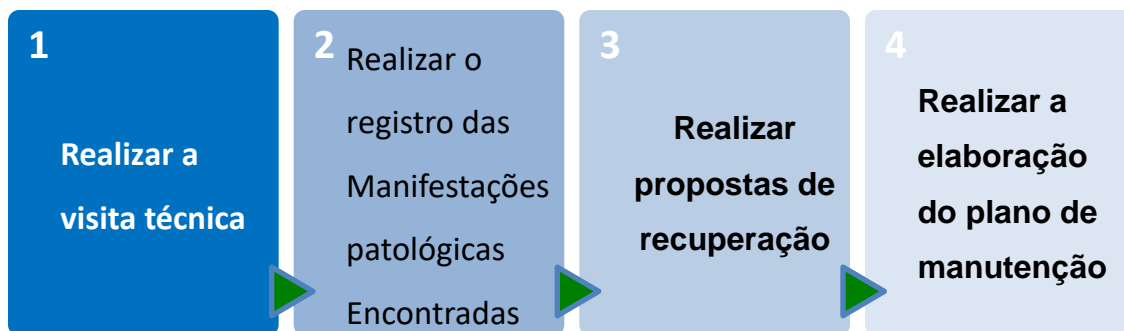 1
Realizar a
visita técnica
2
Realizar o
registro das
Manifestações
patológicas
Encontradas
3
Realizar
propostas de
recuperação
4
Realizar a
elaboração
do plano de
manutenção